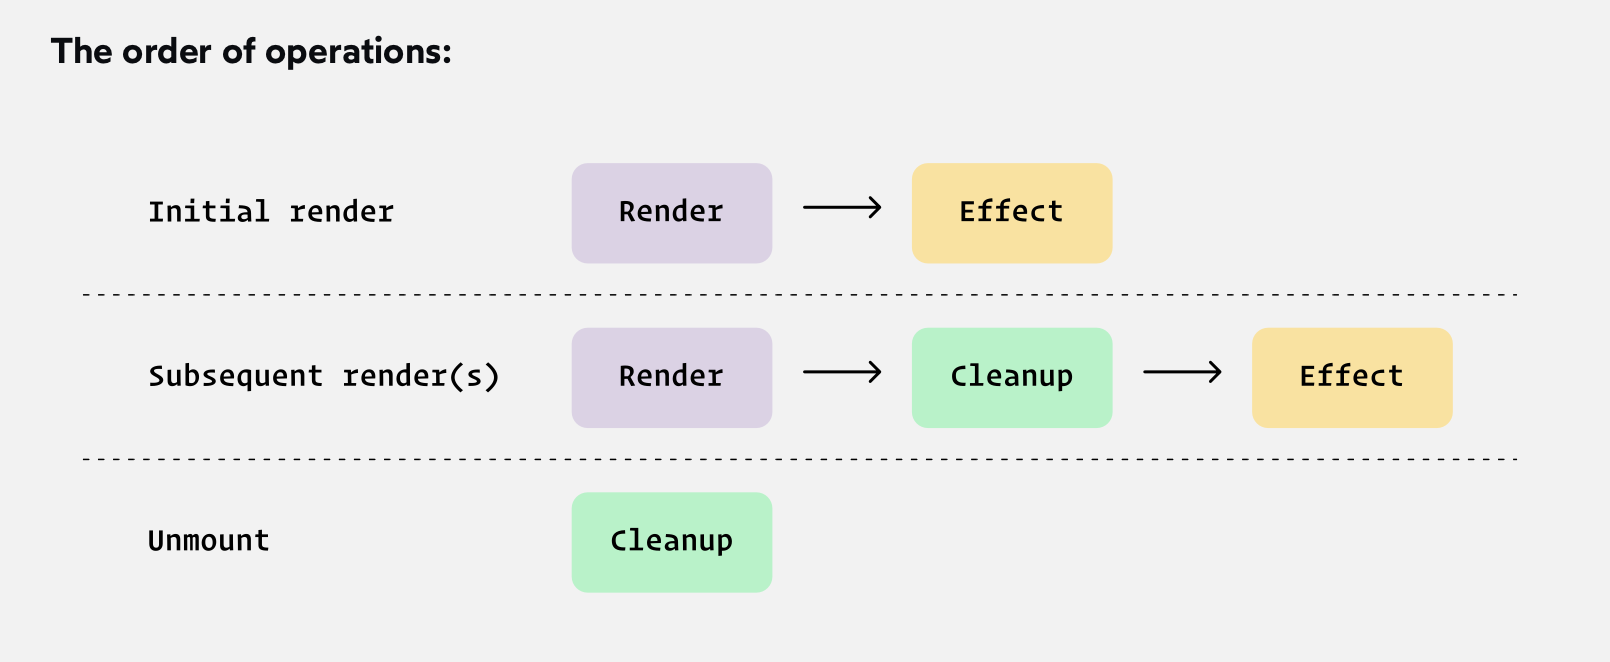 The order of operations:
Initial render
Render
Effect
Subsequent render(s)
Render
Cleanup
Effect
Unmount
Cleanup